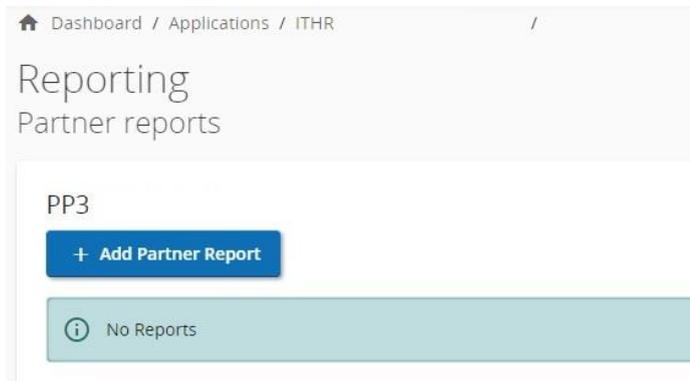 Dashboard / Applications / ITHR /
Reporting
Partner reports
PP3
+ Add Partner Report
No Reports